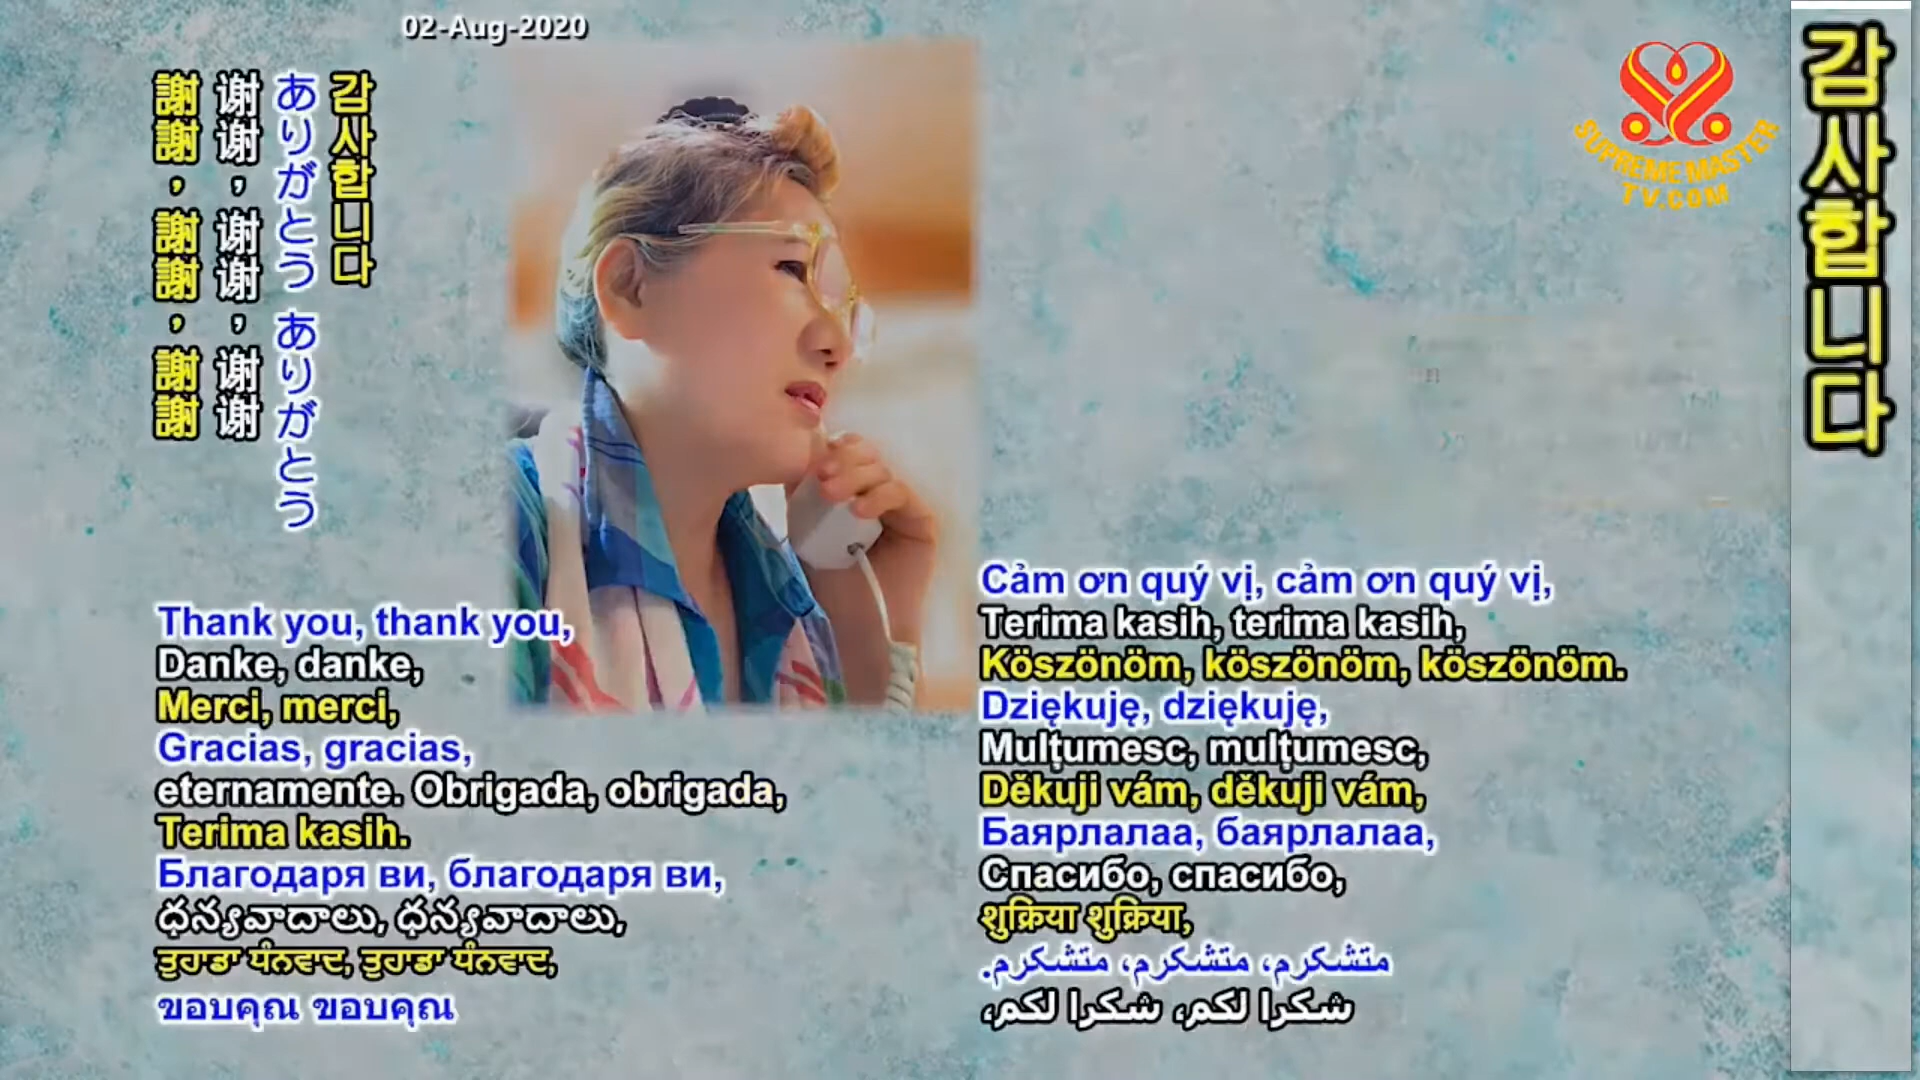 02-Aug-2020
謝謝，謝謝，謝謝
谢谢，谢谢，谢谢
ありがとう ありがとう
감사합니다
SUPREME MASTER
TV.COM
감사합니다
Thank you, thank you,
Danke, danke,
Merci, merci,
Gracias, gracias,
eternamente. Obrigada, obrigada,
Terima kasih.
Благодаря ви, благодаря ви,
ధన్యవాదాలు, ధన్యవాదాలు,
ਤੁਹਾਡਾ ਧੰਨਵਾਦ, ਤੁਹਾਡਾ ਧੰਨਵਾਦ,
ขอบคุณ ขอบคุณ
Cảm ơn quý vị, cảm ơn quý vị,
Terima kasih, terima kasih,
Köszönöm, köszönöm, köszönöm.
Dziękuję, dziękuję,
Mulțumesc, mulțumesc,
Děkuji vám, děkuji vám,
Баярлалаа, баярлалаа,
Спасибо, спасибо,
शुक्रिया शुक्रिया,
متشکرم، متشکرم، متشکرم.
شكرا لكم، شكرا لكم،